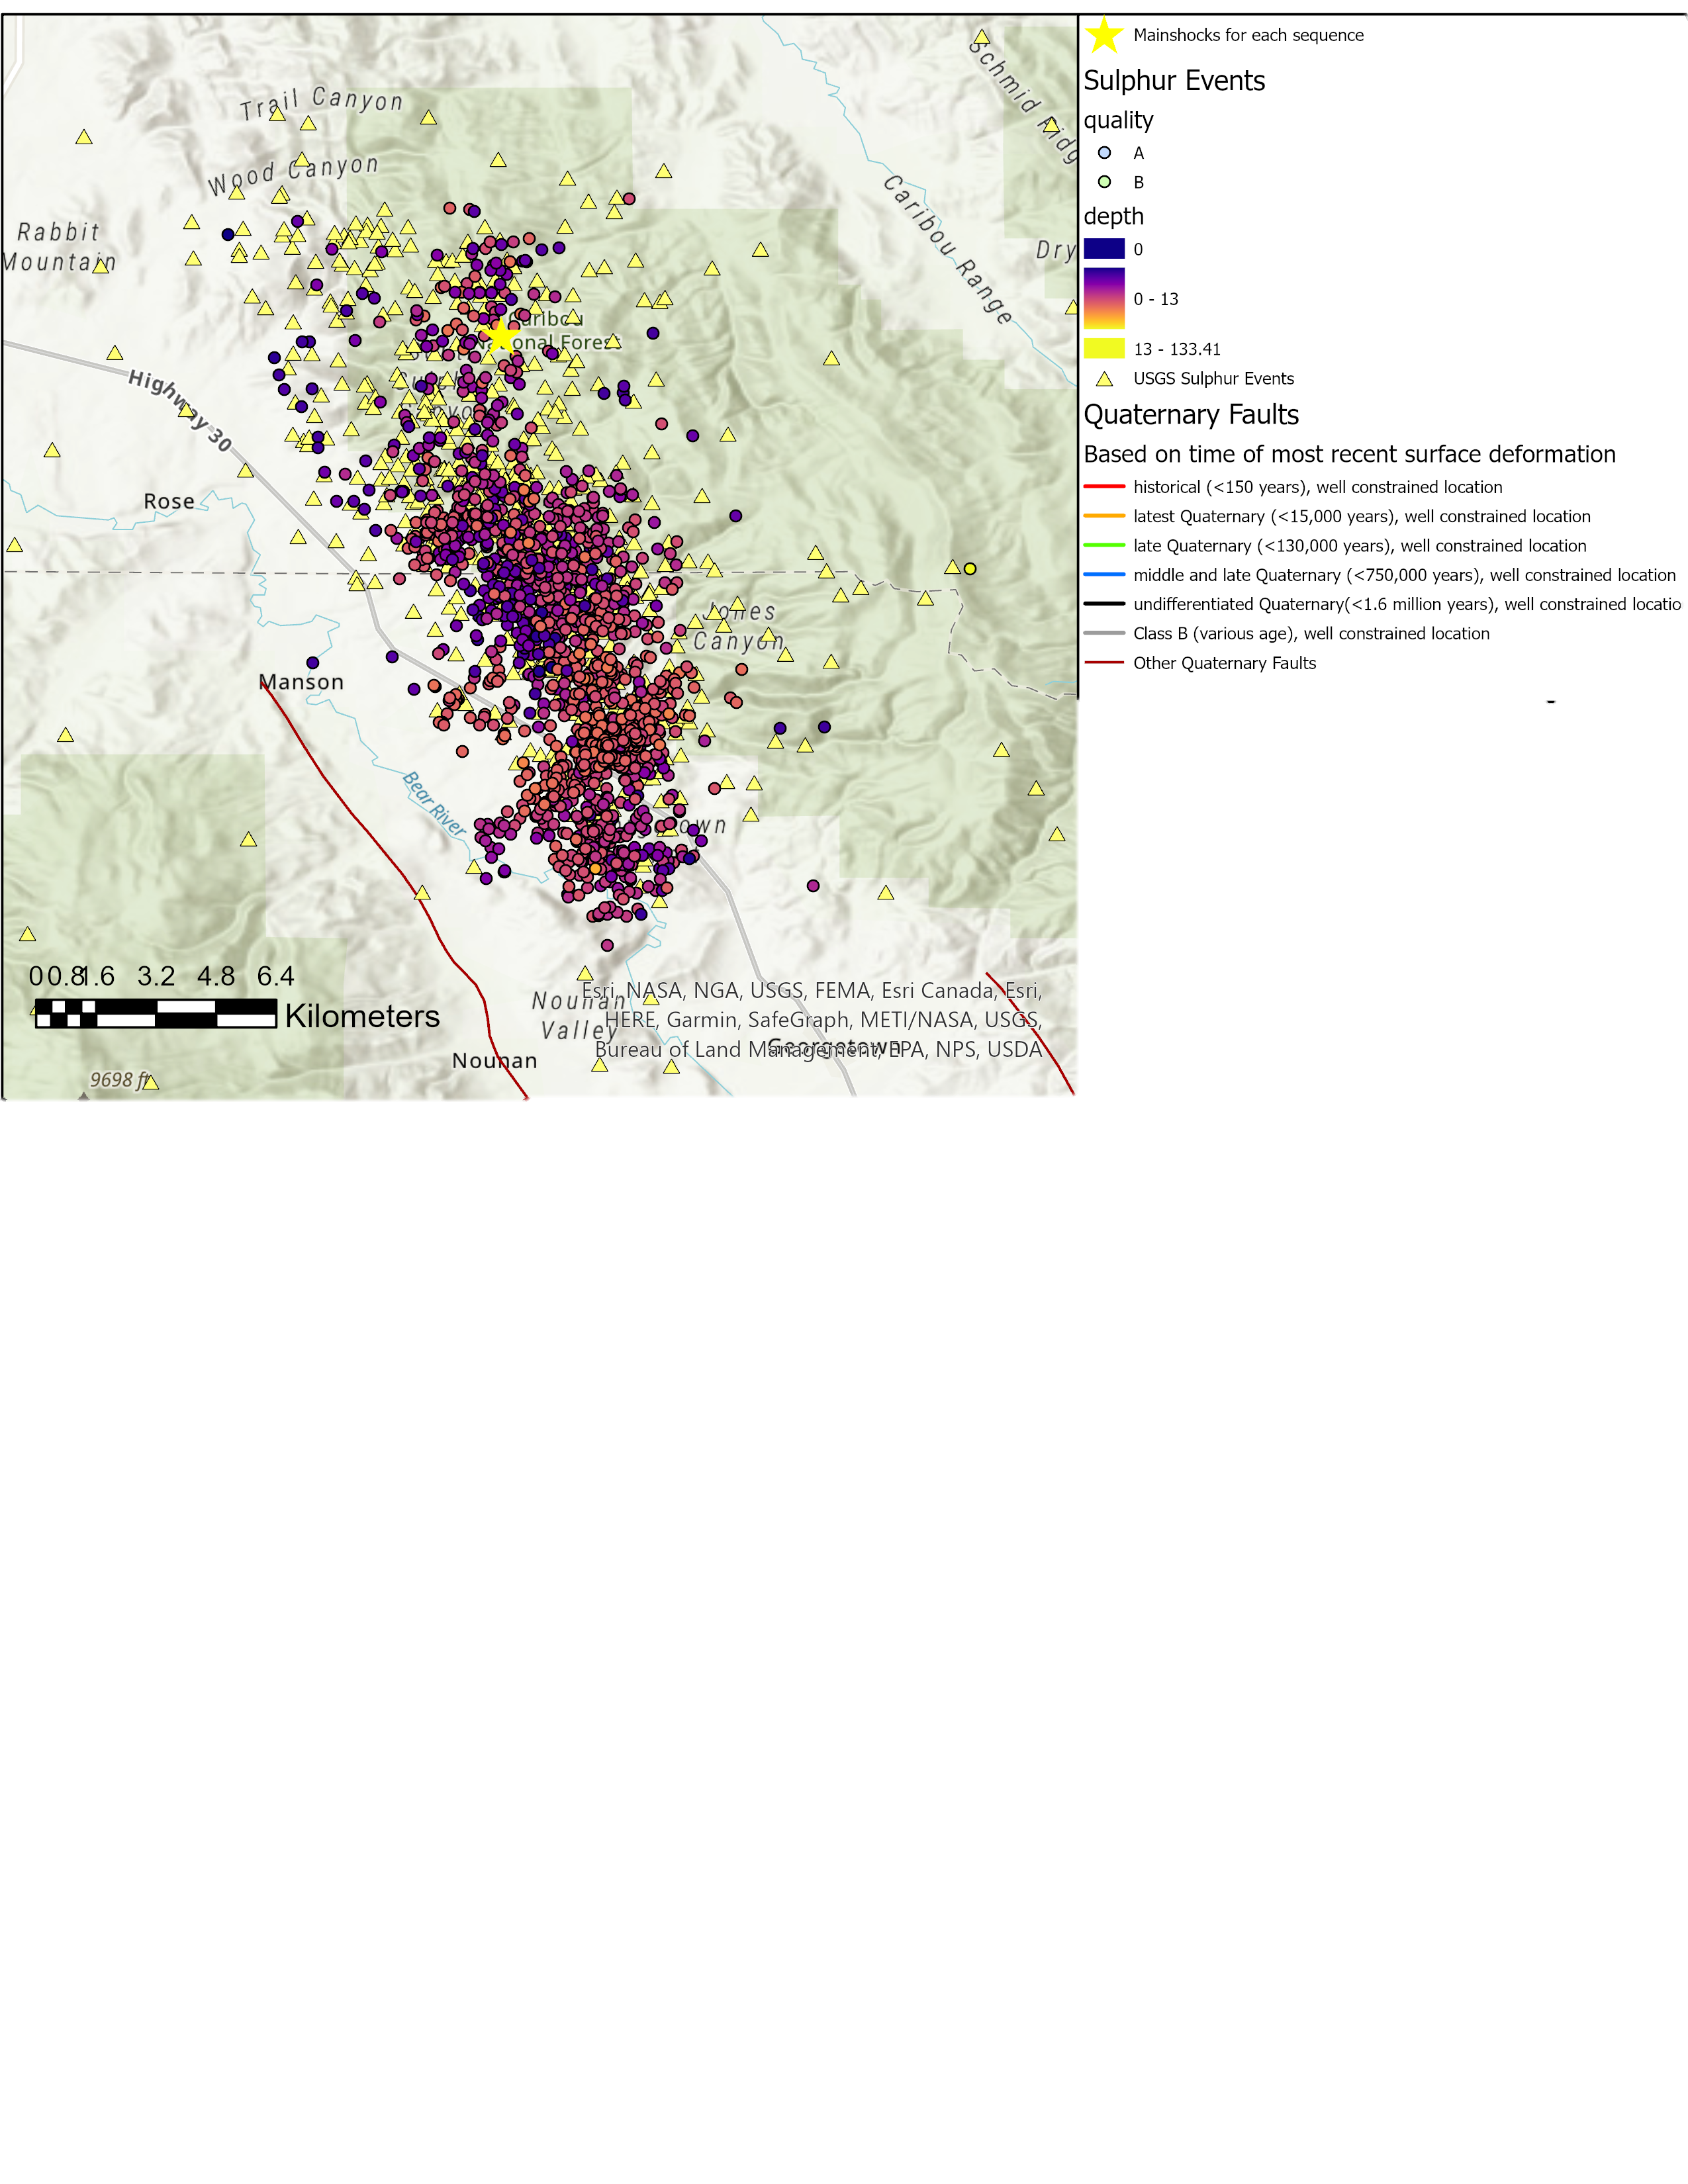 Trail Canyon
Wood Canyon
Rabbit
Mountain
Schmid Ridg
Caribou Range
Dry
Caribou
National Forest
Highway 30
Rose
Jones
Canyon
Manson
Bear River
00.81.6 3.2 4.8 6.4
Kilometers
Nounan
Valley
Nounan
Georgetown
9698 ft
Esri, NASA, NGA, USGS, FEMA, Esri Canada, Esri,
HERE, Garmin, SafeGraph, METI/NASA, USGS,
Bureau of Land Management, EPA, NPS, USDA
Mainshocks for each sequence
Sulphur Events
quality
A
B
depth
0
0 - 13
13 - 133.41
USGS Sulphur Events
Quaternary Faults
Based on time of most recent surface deformation
historical (<150 years), well constrained location
latest Quaternary (<15,000 years), well constrained location
late Quaternary (<130,000 years), well constrained location
middle and late Quaternary (<750,000 years), well constrained location
undifferentiated Quaternary(<1.6 million years), well constrained locatio
Class B (various age), well constrained location
Other Quaternary Faults